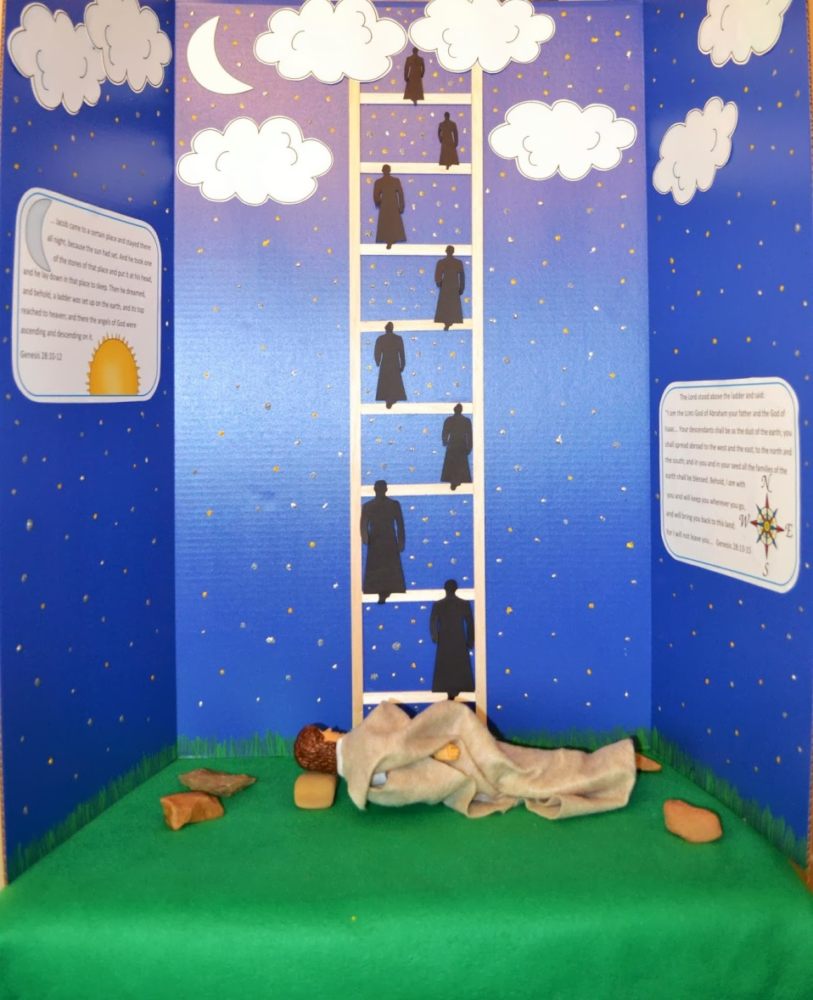 ... Jacob came to a certain place and stayed there
all night, because the sun had set. And he took one
of the stones of that place and put it at his head,
and he lay down in that place to sleep. Then he dreamed,
and behold, a ladder was set up on the earth, and its top
reached to heaven; and there the angels of God were
ascending and descending on it.
Genesis 28:10-12
The Lord stood above the ladder and said:
"I am the LORD God of Abraham your father and the God of
Isaac... Your descendants shall be as the dust of the earth; you
shall spread abroad to the west and the east, to the north and
the south; and in you and in your seed all the families of the
earth shall be blessed. Behold, I am with
you and will keep you wherever you go,
and will bring you back to this land;
for I will not leave you... Genesis 28:13-15
N
W
E
S